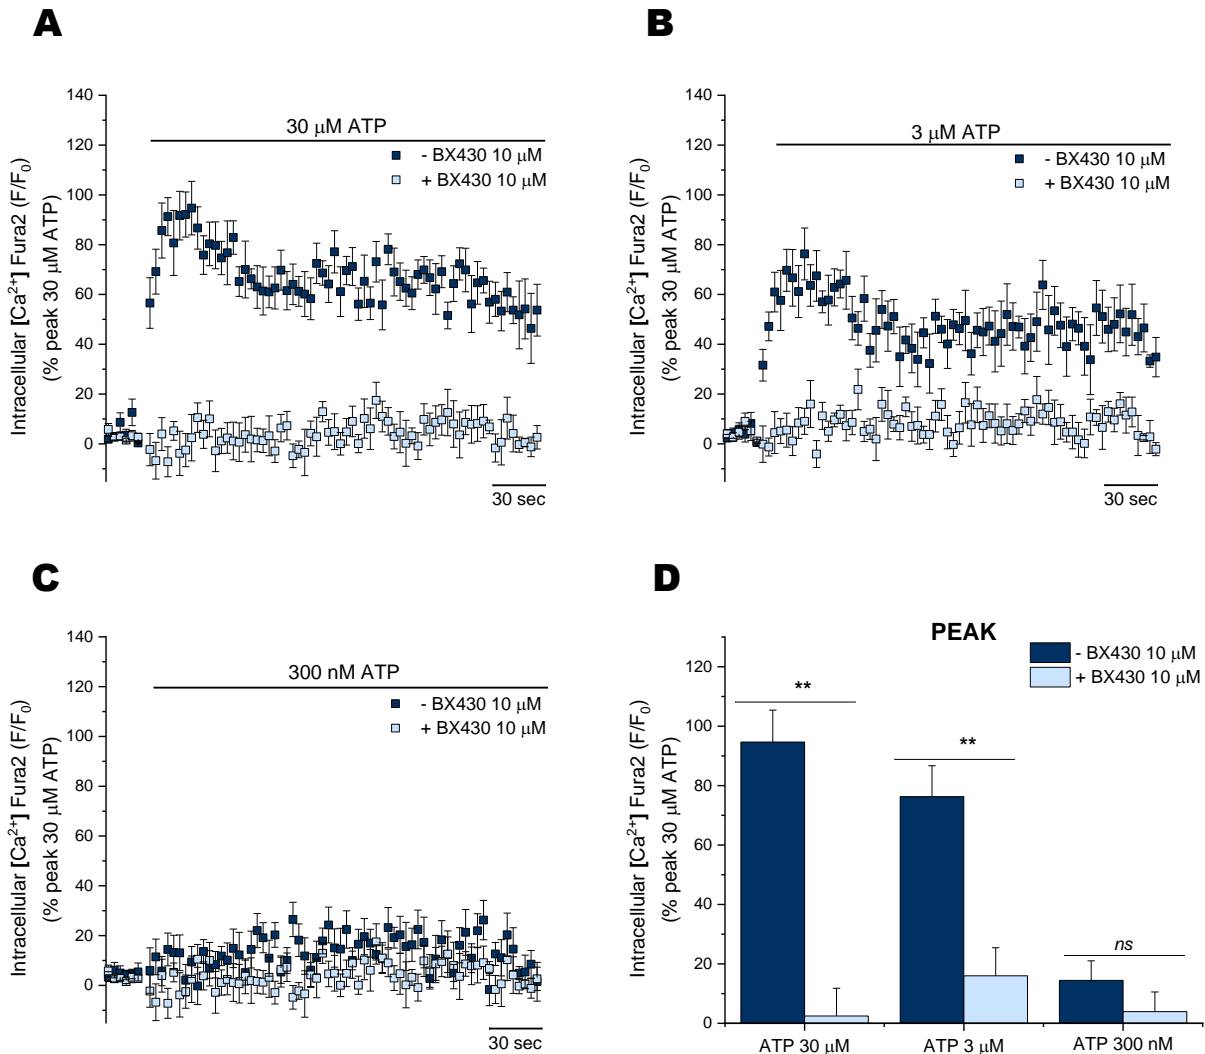 A
B
140
120
100
80
60
40
20
0
Intracellular [Ca²⁺] Fura2 (F/F₀)
(% peak 30 μM ATP)
30 μM ATP
- BX430 10 μM
+ BX430 10 μM
30 sec
140
120
100
80
60
40
20
0
Intracellular [Ca²⁺] Fura2 (F/F₀)
(% peak 30 μM ATP)
3 μM ATP
- BX430 10 μM
+ BX430 10 μM
30 sec
C
D
140
120
100
80
60
40
20
0
Intracellular [Ca²⁺] Fura2 (F/F₀)
(% peak 30 μM ATP)
300 nM ATP
- BX430 10 μM
+ BX430 10 μM
30 sec
PEAK
- BX430 10 μM
+ BX430 10 μM
120
100
80
60
40
20
0
Intracellular [Ca²⁺] Fura2 (F/F₀)
(% peak 30 μM ATP)
**
**
ns
ATP 30 μM
ATP 3 μM
ATP 300 nM